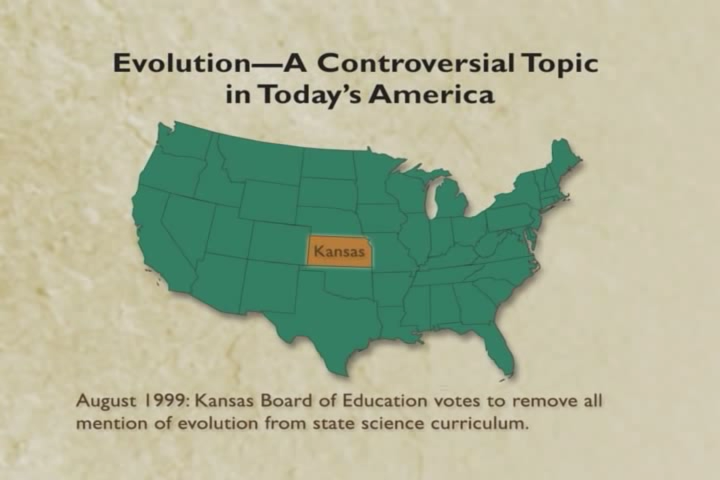 Evolution—A Controversial Topic
in Today's America
Kansas
August 1999: Kansas Board of Education votes to remove all
mention of evolution from state science curriculum.